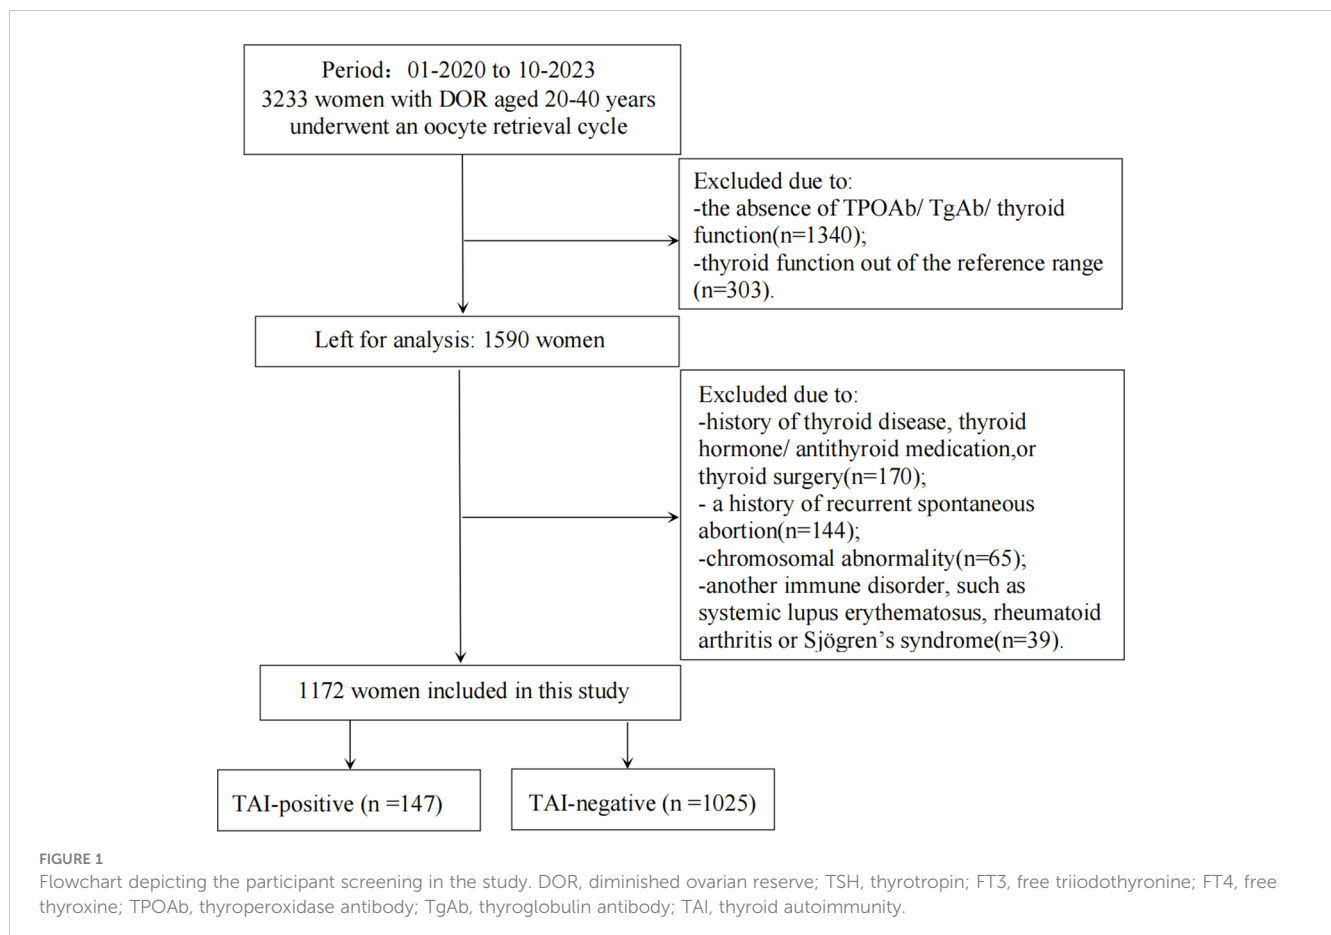 Period：01-2020 to 10-2023
3233 women with DOR aged 20-40 years
underwent an oocyte retrieval cycle
Excluded due to:
-the absence of TPOAb/ TgAb/ thyroid
function(n=1340);
-thyroid function out of the reference range
(n=303).
Left for analysis: 1590 women
Excluded due to:
-history of thyroid disease, thyroid
hormone/ antithyroid medication,or
thyroid surgery(n=170);
- a history of recurrent spontaneous
abortion(n=144);
-chromosomal abnormality(n=65);
-another immune disorder, such as
systemic lupus erythematosus, rheumatoid
arthritis or Sjögren’s syndrome(n=39).
1172 women included in this study
TAI-positive (n =147)
TAI-negative (n =1025)
FIGURE 1
Flowchart depicting the participant screening in the study. DOR, diminished ovarian reserve; TSH, thyrotropin; FT3, free triiodothyronine; FT4, free
thyroxine; TPOAb, thyroperoxidase antibody; TgAb, thyroglobulin antibody; TAI, thyroid autoimmunity.